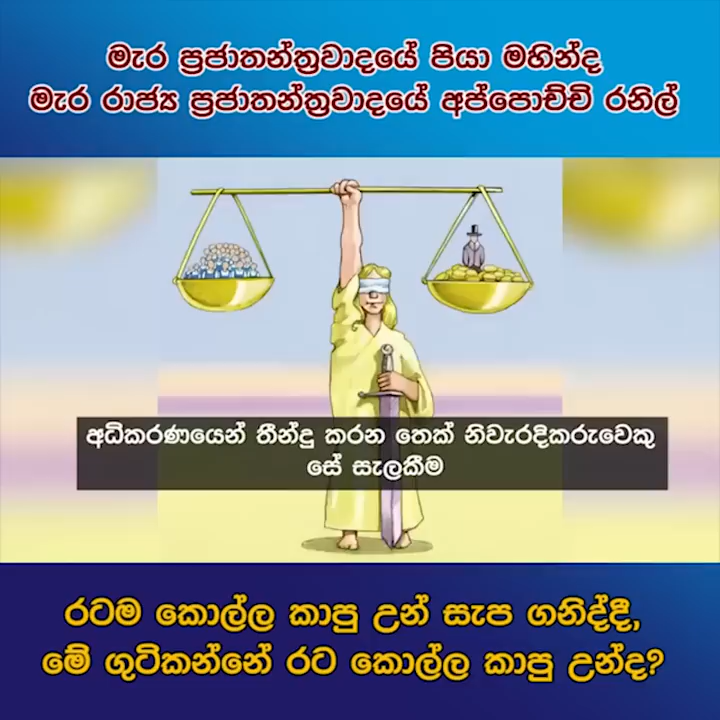 මැර ප්‍රජාතන්ත්‍රවාදයේ පියා මහින්ද
මැර රාජ්‍ය ප්‍රජාතන්ත්‍රවාදයේ අප්පොච්චි රනිල්
අධිකරණයෙන් තීන්දු කරන තෙක් නිවැරදිකරුවෙකු
සේ සැලකීම
රටම කොල්ල කාපු උන් සැප ගනිද්දී,
මේ ගුටිකන්නේ රට කොල්ල කාපු උන්ද?